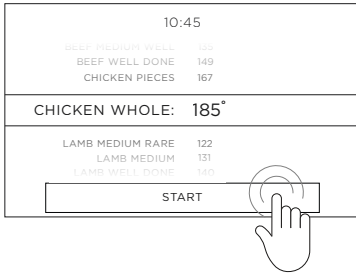 10:45
BEEF MEDIUM WELL 135
BEEF WELL DONE 149
CHICKEN PIECES 167
CHICKEN WHOLE: 185°
LAMB MEDIUM RARE 122
LAMB MEDIUM 131
LAMB WELL DONE 140
START